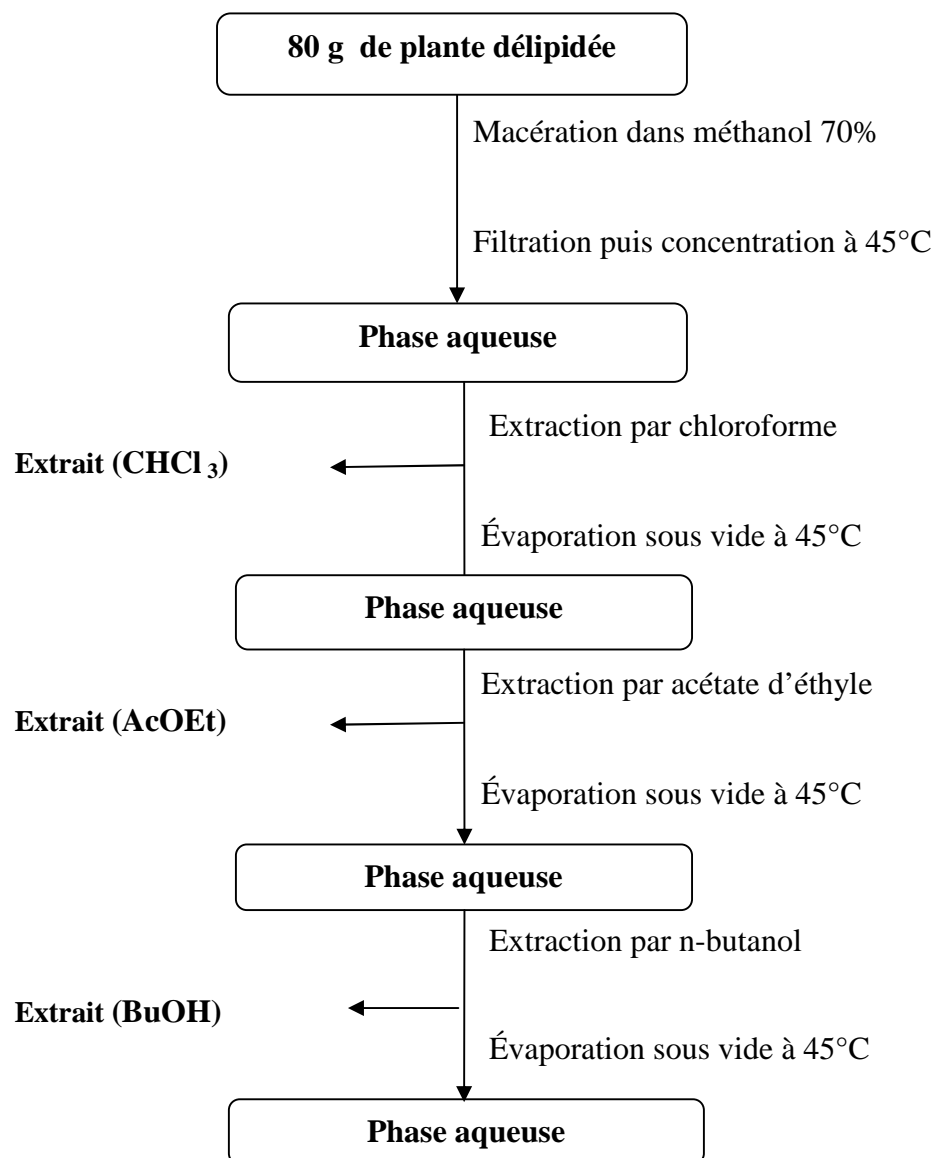 80 g de plante délipidée
Macération dans méthanol 70%
Filtration puis concentration à 45°C
Phase aqueuse
Extraction par chloroforme
Extrait (CHCl 3)
Évaporation sous vide à 45°C
Phase aqueuse
Extraction par acétate d’éthyle
Extrait (AcOEt)
Évaporation sous vide à 45°C
Phase aqueuse
Extraction par n-butanol
Extrait (BuOH)
Évaporation sous vide à 45°C
Phase aqueuse